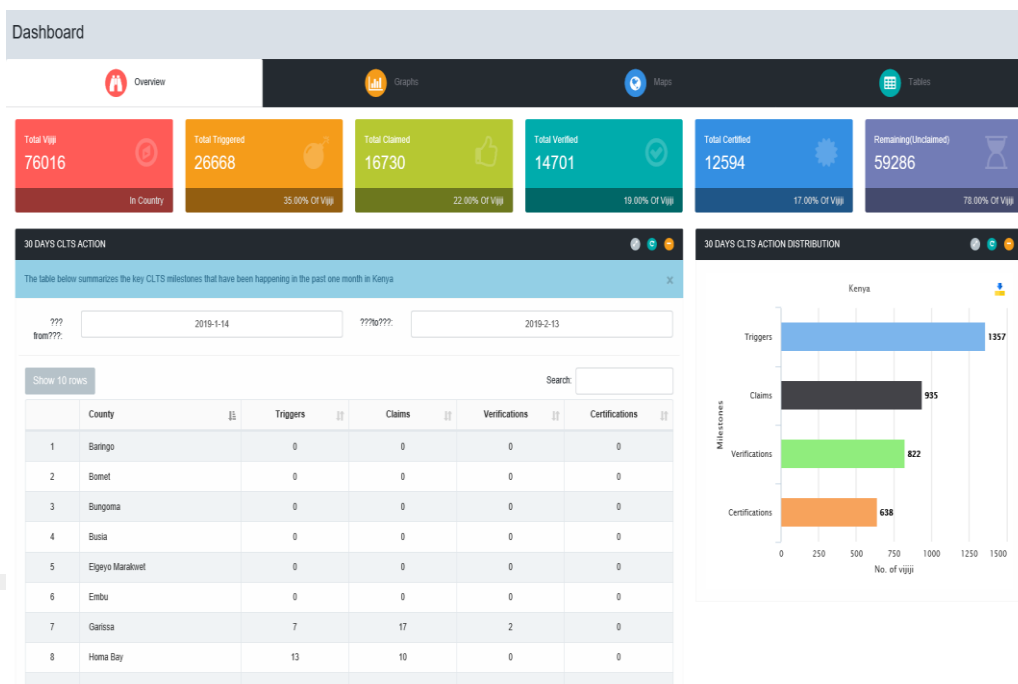 Dashboard
Overview Graphs Maps Tables
Total Vijiji Total Triggered Total Claimed Total Verified Total Certified Remaining(Unclaimed)
76016 26668 16730 14701 12594 59286
In Country 35.00% Of Vijiji 22.00% Of Vijiji 19.00% Of Vijiji 17.00% Of Vijiji 78.00% Of Vijiji
30 DAYS CLTS ACTION
The table below summarizes the key CLTS milestones that have been happening in the past one month in Kenya x
??? from???: 2019-1-14 ???to???: 2019-2-13
Show 10 rows Search:
County Triggers Claims Verifications Certifications
1 Baringo 0 0 0 0
2 Bomet 0 0 0 0
3 Bungoma 0 0 0 0
4 Busia 0 0 0 0
5 Elgeyo Marakwet 0 0 0 0
6 Embu 0 0 0 0
7 Garissa 7 17 2 0
8 Homa Bay 13 10 0 0
30 DAYS CLTS ACTION DISTRIBUTION
Kenya
Milestones
Triggers 1357
Claims 935
Verifications 822
Certifications 638
0 250 500 750 1000 1250 1500
No. of vijiji